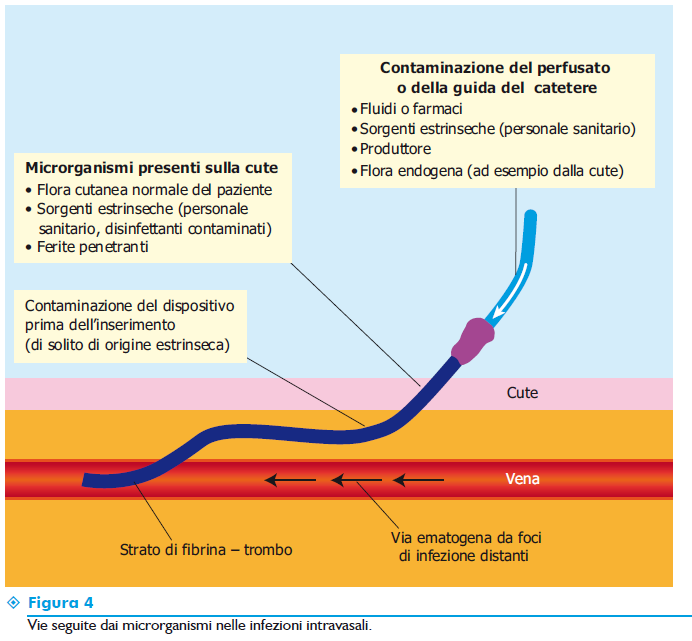 Contaminazione del perfusato
o della guida del catetere
• Fluidi o farmaci
• Sorgenti estrinseche (personale sanitario)
• Produttore
• Flora endogena (ad esempio dalla cute)
Microrganismi presenti sulla cute
• Flora cutanea normale del paziente
• Sorgenti estrinseche (personale
sanitario, disinfettanti contaminati)
• Ferite penetranti
Contaminazione del dispositivo
prima dell'inserimento
(di solito di origine estrinseca)
Cute
Vena
Strato di fibrina – trombo
Via ematogena da foci
di infezione distanti
Figura 4
Vie seguite dai microrganismi nelle infezioni intravasali.